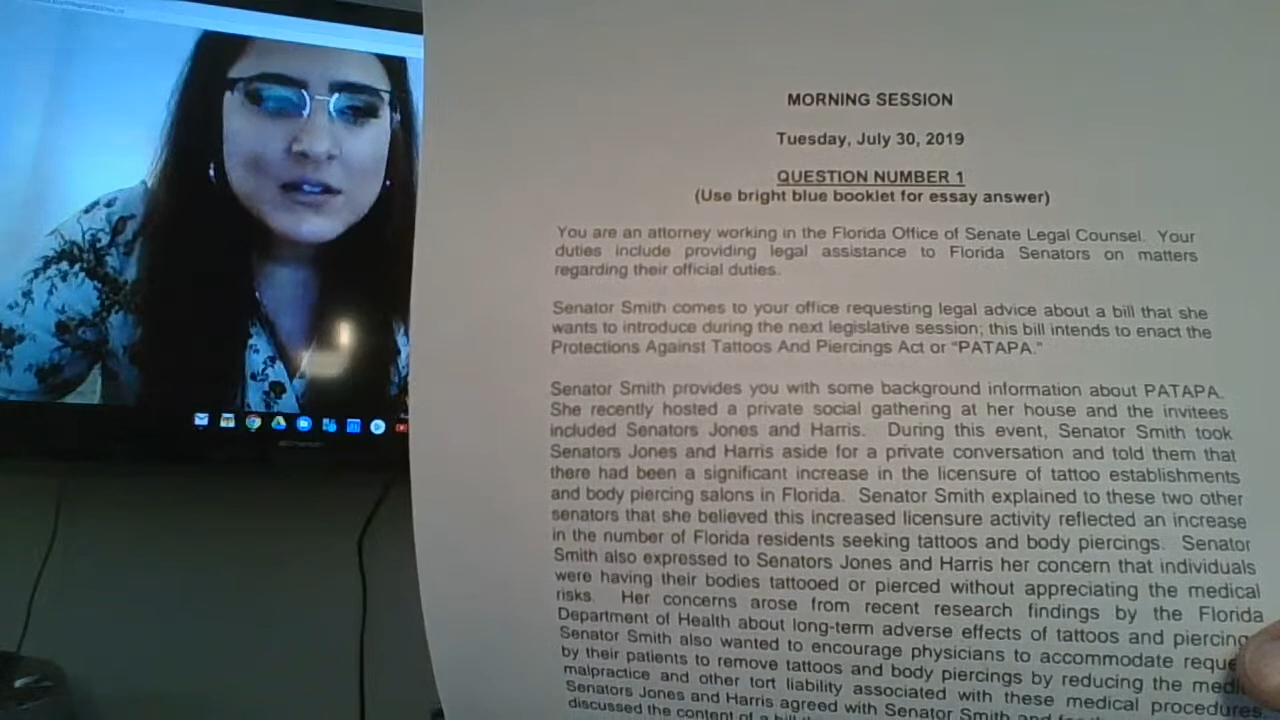 MORNING SESSION
Tuesday, July 30, 2019
QUESTION NUMBER 1
(Use bright blue booklet for essay answer)
You are an attorney working in the Florida Office of Senate Legal Counsel. Your
duties include providing legal assistance to Florida Senators on matters
regarding their official duties.
Senator Smith comes to your office requesting legal advice about a bill that she
wants to introduce during the next legislative session; this bill intends to enact the
Protections Against Tattoos And Piercings Act or "PATAPA."
Senator Smith provides you with some background information about PATAPA.
She recently hosted a private social gathering at her house and the invitees
included Senators Jones and Harris. During this event, Senator Smith took
Senators Jones and Harris aside for a private conversation and told them that
there had been a significant increase in the licensure of tattoo establishments
and body piercing salons in Florida. Senator Smith explained to these two other
senators that she believed this increased licensure activity reflected an increase
in the number of Florida residents seeking tattoos and body piercings. Senator
Smith also expressed to Senators Jones and Harris her concern that individuals
were having their bodies tattooed or pierced without appreciating the medical
risks. Her concerns arose from recent research findings by the Florida
Department of Health about long-term adverse effects of tattoos and piercing
Senator Smith also wanted to encourage physicians to accommodate reque
by their patients to remove tattoos and body piercings by reducing the medi
malpractice and other tort liability associated with these medical procedures.
Senators Jones and Harris agreed with Senator Smith and
discussed the content of a bill